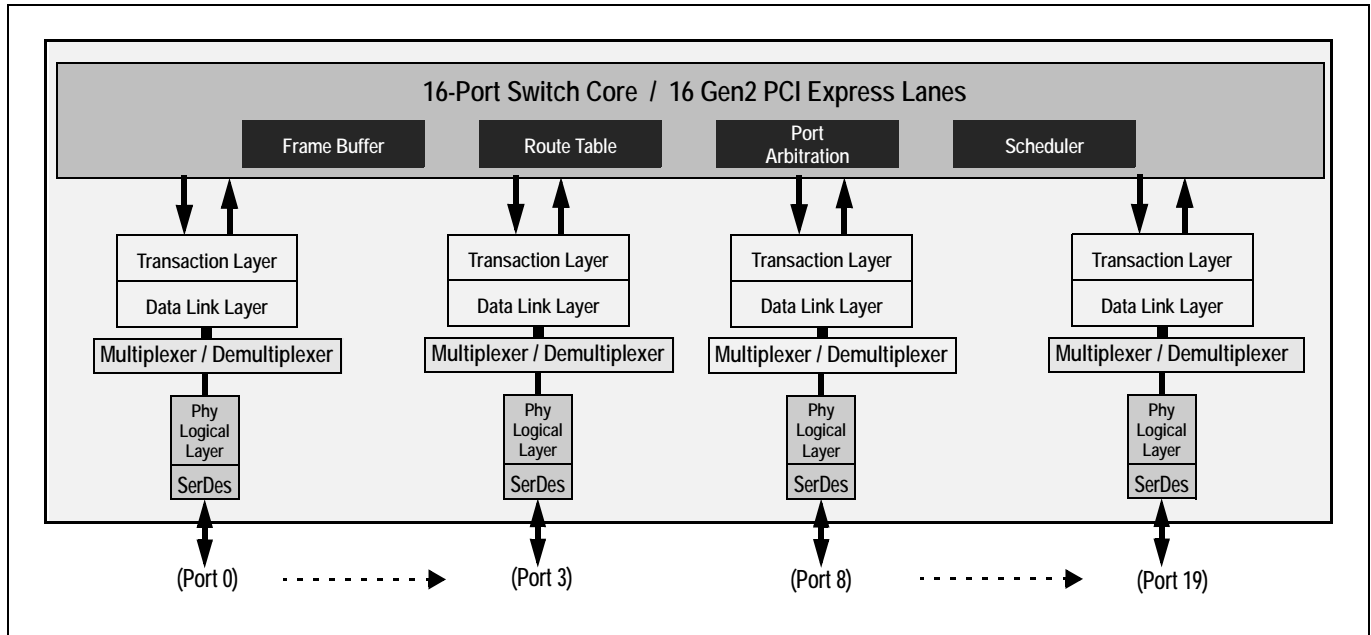 16-Port Switch Core / 16 Gen2 PCI Express Lanes
Frame Buffer
Route Table
Port
Arbitration
Scheduler
Transaction Layer
Data Link Layer
Multiplexer / Demultiplexer
Phy
Logical
Layer
SerDes
(Port 0)
Transaction Layer
Data Link Layer
Multiplexer / Demultiplexer
Phy
Logical
Layer
SerDes
(Port 3)
Transaction Layer
Data Link Layer
Multiplexer / Demultiplexer
Phy
Logical
Layer
SerDes
(Port 8)
Transaction Layer
Data Link Layer
Multiplexer / Demultiplexer
Phy
Logical
Layer
SerDes
(Port 19)